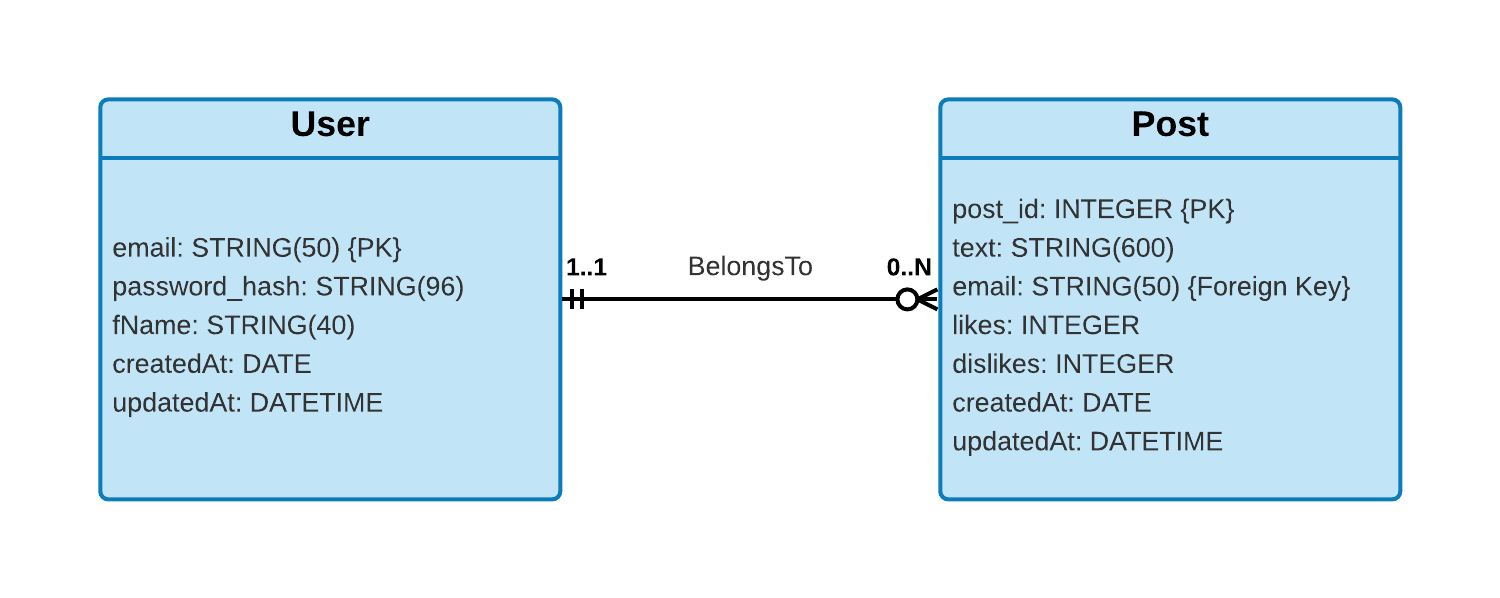 User
email: STRING(50) {PK}
password_hash: STRING(96)
fName: STRING(40)
createdAt: DATE
updatedAt: DATETIME
1..1
BelongsTo
0..N
Post
post_id: INTEGER {PK}
text: STRING(600)
email: STRING(50) {Foreign Key}
likes: INTEGER
dislikes: INTEGER
createdAt: DATE
updatedAt: DATETIME